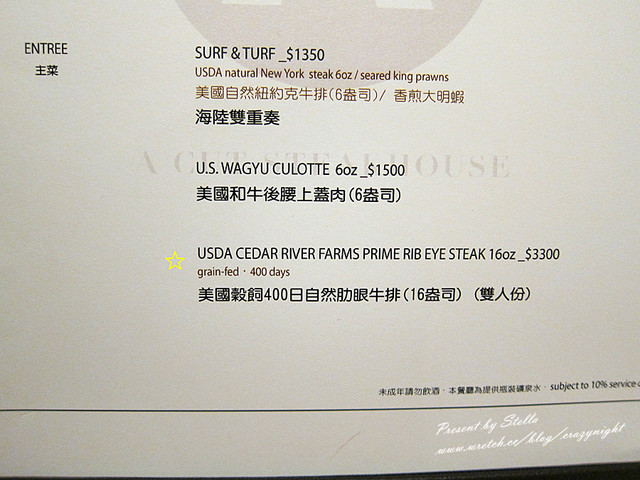 ENTREE
主菜
SURF & TURF _$1350
USDA natural New York steak 6oz / seared king prawns
美國自然紐約克牛排(6盎司)/ 香煎大明蝦
海陸雙重奏
A CUT STEAKHOUSE
U.S. WAGYU CULOTTE 6oz _$1500
美國和牛後腰上蓋肉(6盎司)
USDA CEDAR RIVER FARMS PRIME RIB EYE STEAK 16oz _$3300
grain-fed · 400 days
美國穀飼400日自然肋眼牛排(16盎司) (雙人份)
未成年請勿飲酒 · 本餐廳為提供瓶裝礦泉水 · subject to 10% service
Present by Stella
www.wretch.cc/blog/crazynight